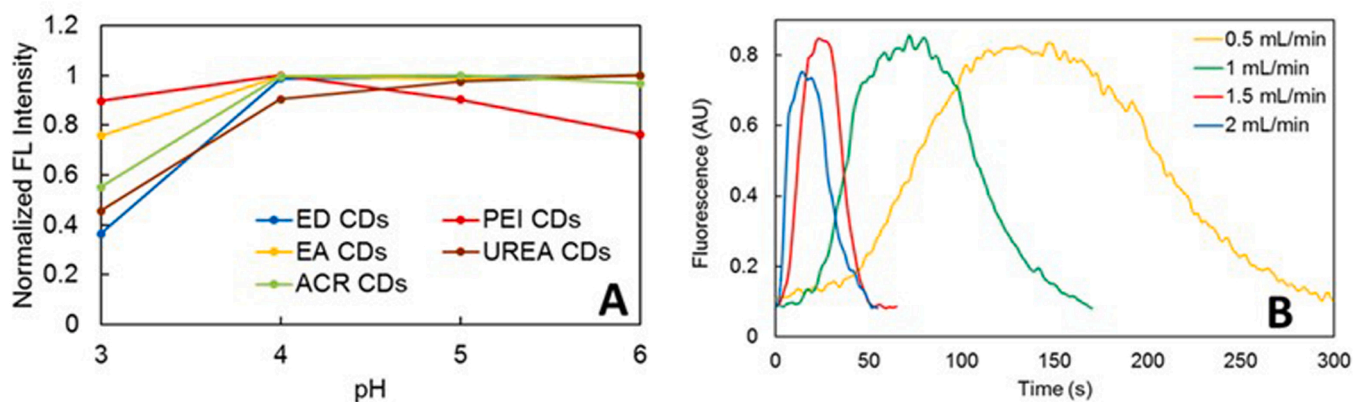 Normalized FL Intensity
1.2
1
0.8
0.6
0.4
0.2
0
3 4 5 6
pH
ED CDs PEI CDs
EA CDs UREA CDs
ACR CDs
A
Fluorescence (AU)
0.8
0.6
0.4
0.2
0
0 50 100 150 200 250 300
Time (s)
0.5 mL/min
1 mL/min
1.5 mL/min
2 mL/min
B